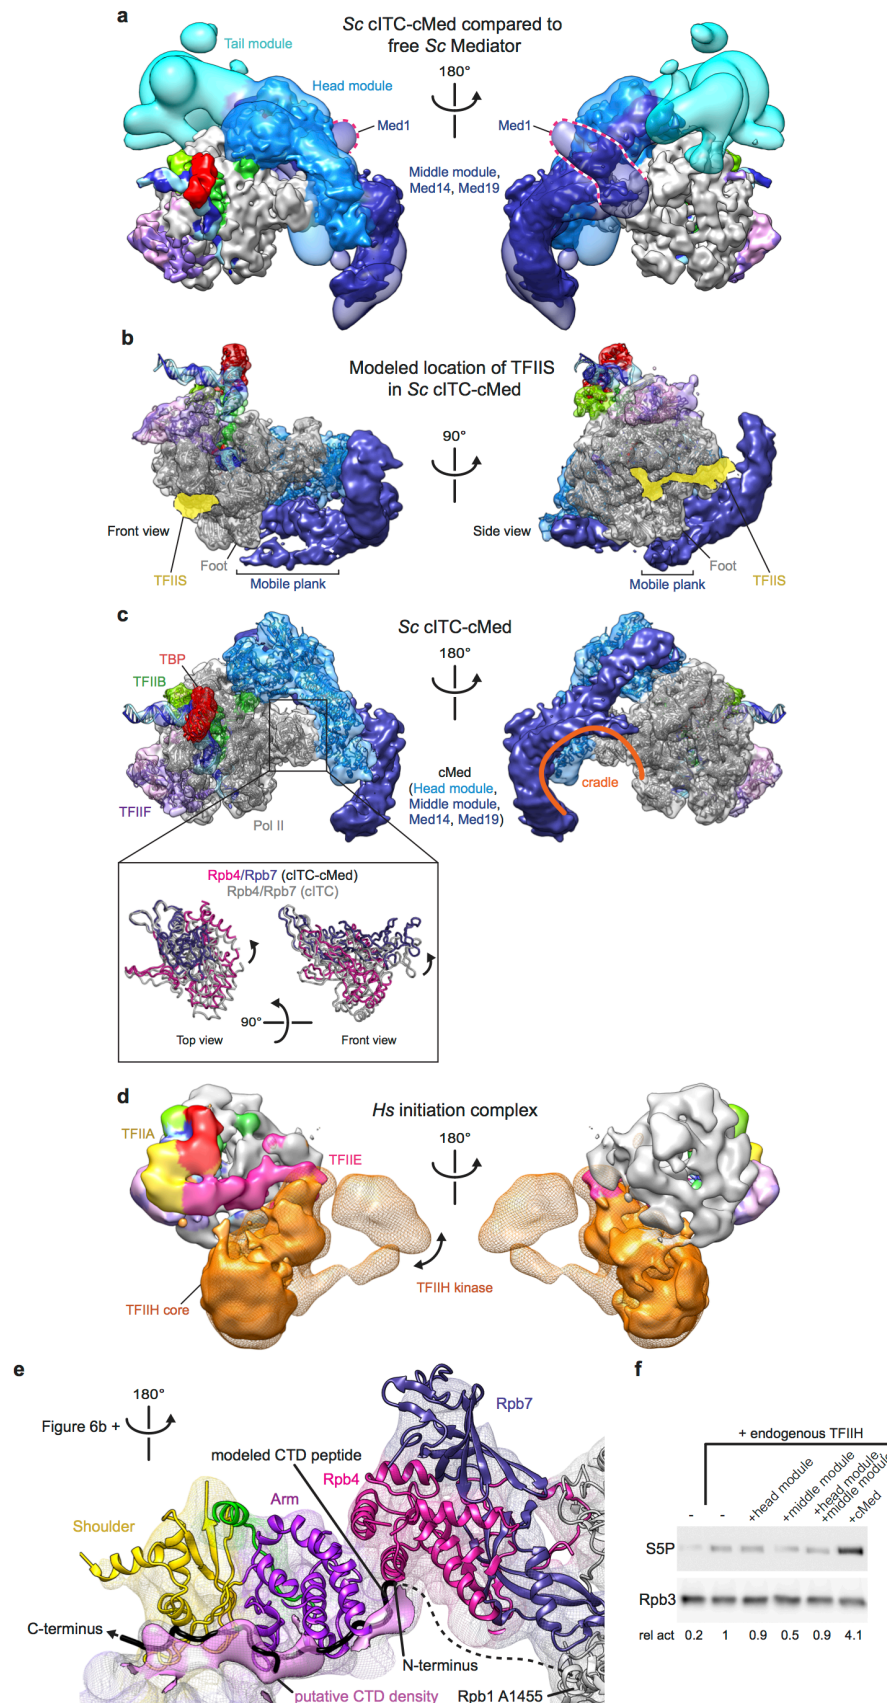 a
Sc cITC-cMed compared to
free Sc Mediator
Tail module
180°
Head module
Med1
Med1
Middle module,
Med14, Med19
b
Modeled location of TFIIS
in Sc cITC-cMed
90°
Front view
Side view
Foot
Foot
TFIIS
TFIIS
Mobile plank
Mobile plank
c
Sc cITC-cMed
180°
TBP
TFIIB
cMed
(Head module,
Middle module,
Med14, Med19)
cradle
TFIIF
Pol II
Rpb4/Rpb7 (cITC-cMed)
Rpb4/Rpb7 (cITC)
90°
Top view
Front view
d
Hs initiation complex
180°
TFIIA
TFIIE
TFIIH kinase
TFIIH core
e
180°
Figure 6b +
Rpb7
modeled CTD peptide
Rpb4
Arm
Shoulder
C-terminus
N-terminus
putative CTD density
Rpb1 A1455
f
+ endogenous TFIIH
-
-
+head module
+middle module
+head module,
+middle module
+cMed
S5P
Rpb3
rel act 0.2 1 0.9 0.5 0.9 4.1